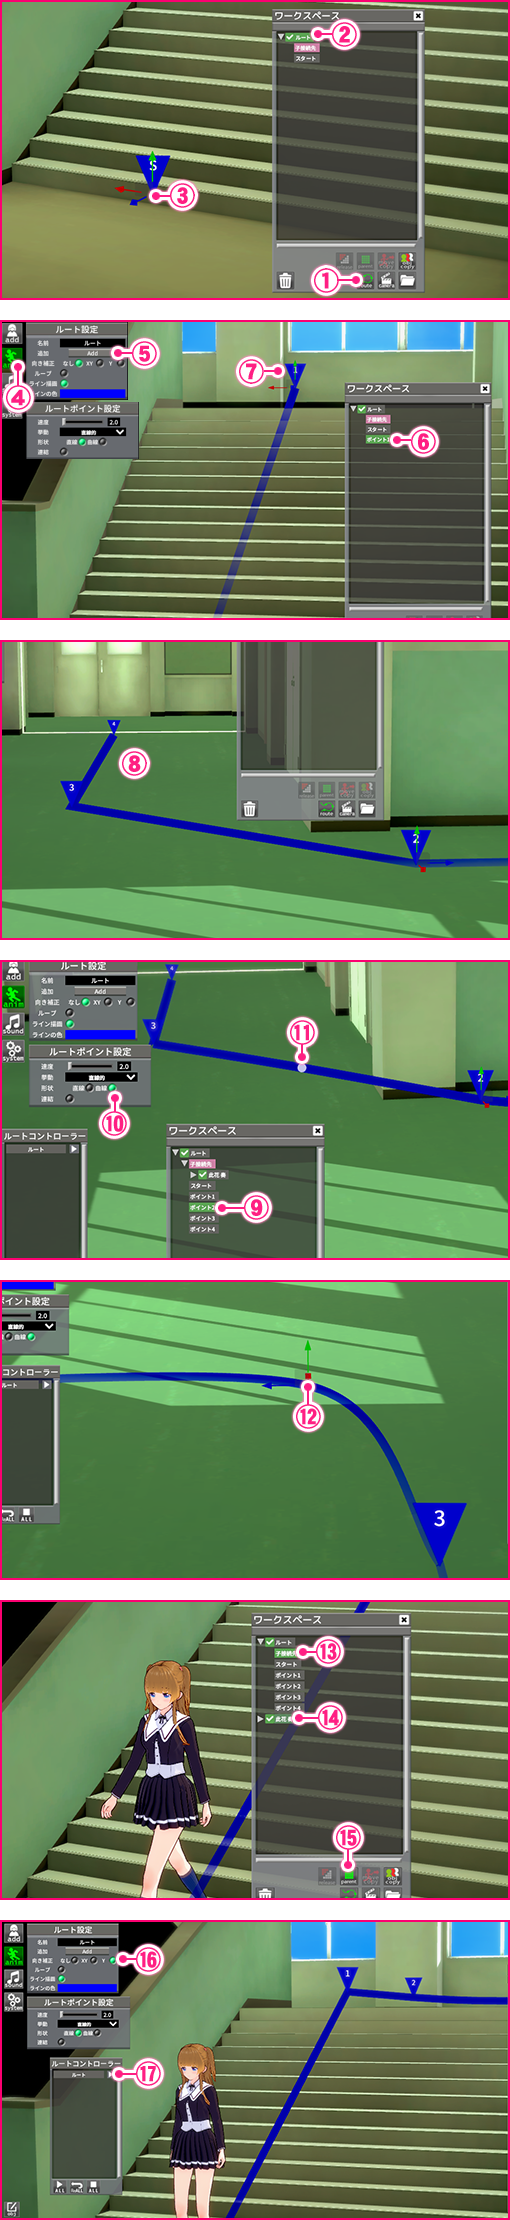 ワークスペース
ルート
②
子接続先
スタート
S
③
parent
copy
①
route
camera
add
ルート設定
名前 ルート
追加 Add
⑤
向き補正 なし XY Y
④
ループ
ライン描画
ラインの色
system
ルートポイント設定
速度 2.0
挙動 直線的
形状 直線 曲線
連結
⑦
1
ワークスペース
ルート
子接続先
スタート
ポイント1
⑥
4
⑧
3
2
parent
copy
route
camera
add
anim
sound
system
ルート設定
名前 ルート
追加 Add
向き補正 なし XY Y
ループ
ライン描画
ラインの色
ルートポイント設定
速度 2.0
挙動 直線的
形状 直線 曲線
連結
⑩
4
3
⑪
2
ルートコントローラー
ルート
ワークスペース
ルート
子接続先
此花 奏
スタート
ポイント1
ポイント2
⑨
ポイント3
ポイント4
ポイント設定
2.0
直線的
曲線
コントローラー
ルート
ALL
ALL
⑫
3
ワークスペース
ルート
子接続先
⑬
スタート
ポイント1
ポイント2
ポイント3
ポイント4
此花 奏
⑭
⑮
parent
copy
add
anim
sound
system
ルート設定
名前 ルート
追加 Add
向き補正 なし XY Y
⑯
ループ
ライン描画
ラインの色
ルートポイント設定
速度 2.0
挙動 直線的
形状 直線 曲線
連結
ルートコントローラー
ルート
⑰
ALL
ALL
ALL
obj
1
2